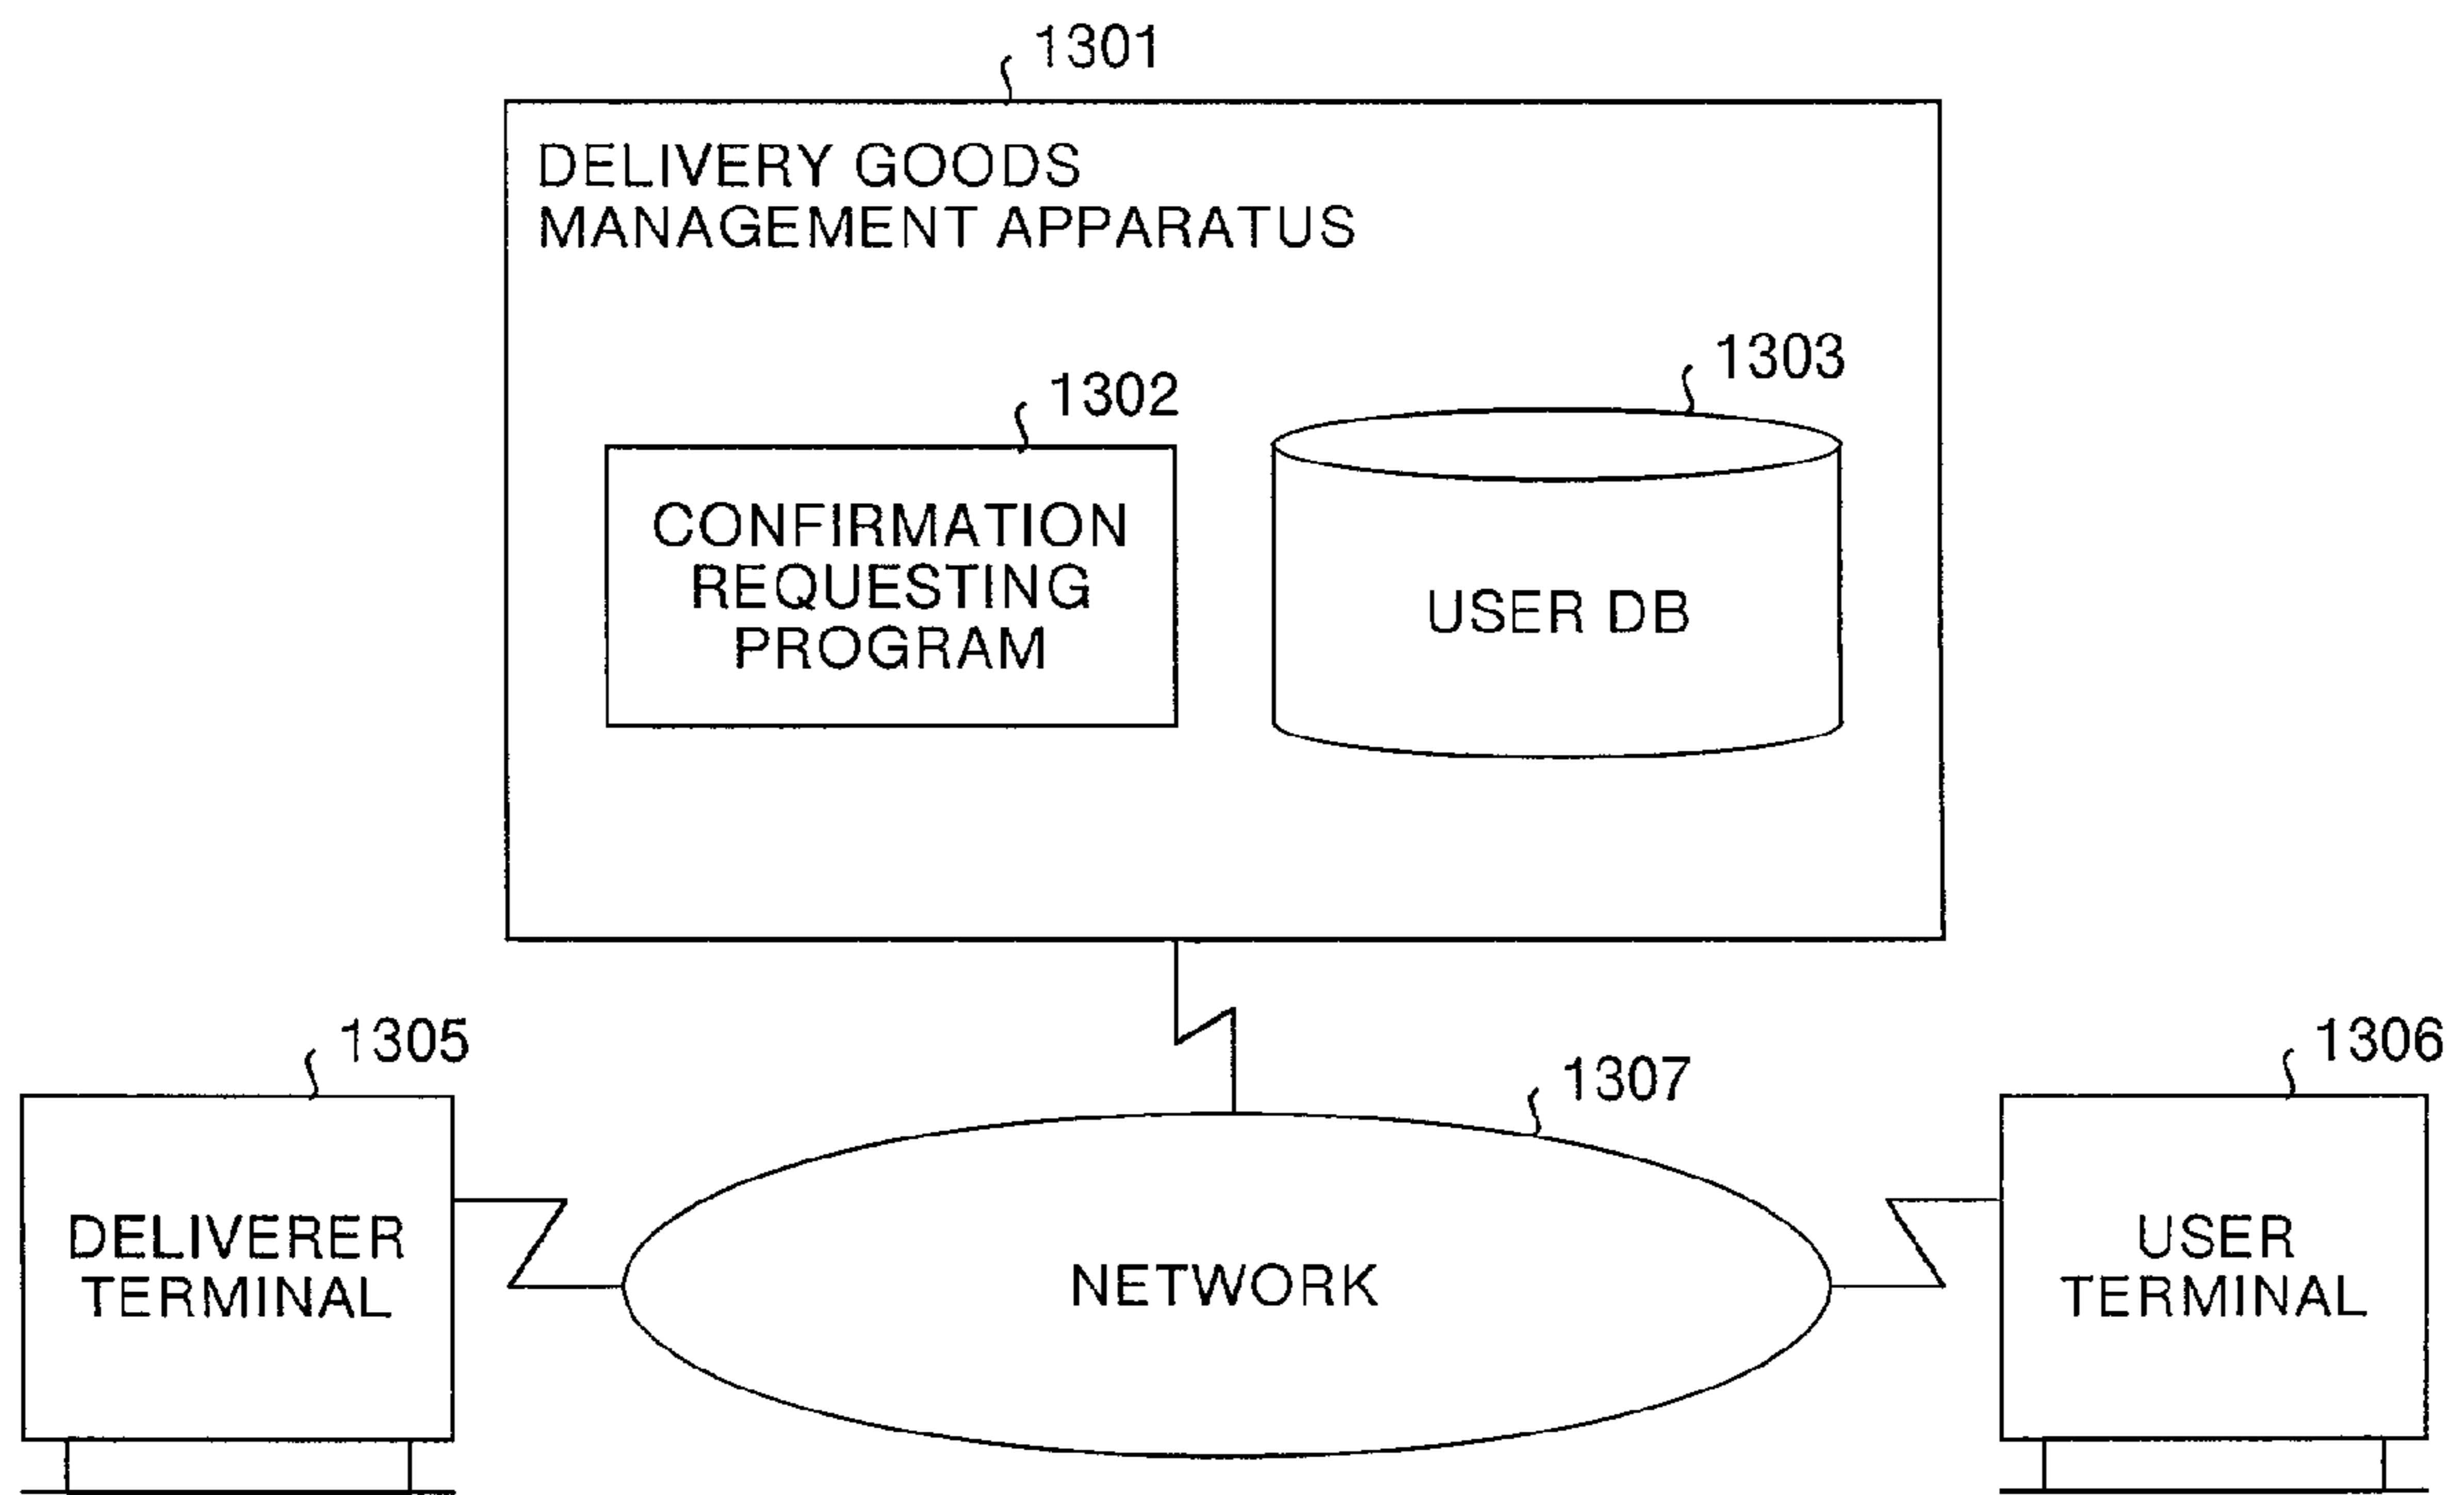 1301
DELIVERY GOODS
MANAGEMENT APPARATUS
1302
1303
CONFIRMATION
REQUESTING
PROGRAM
USER DB
1305
1307
1306
DELIVERER
TERMINAL
NETWORK
USER
TERMINAL